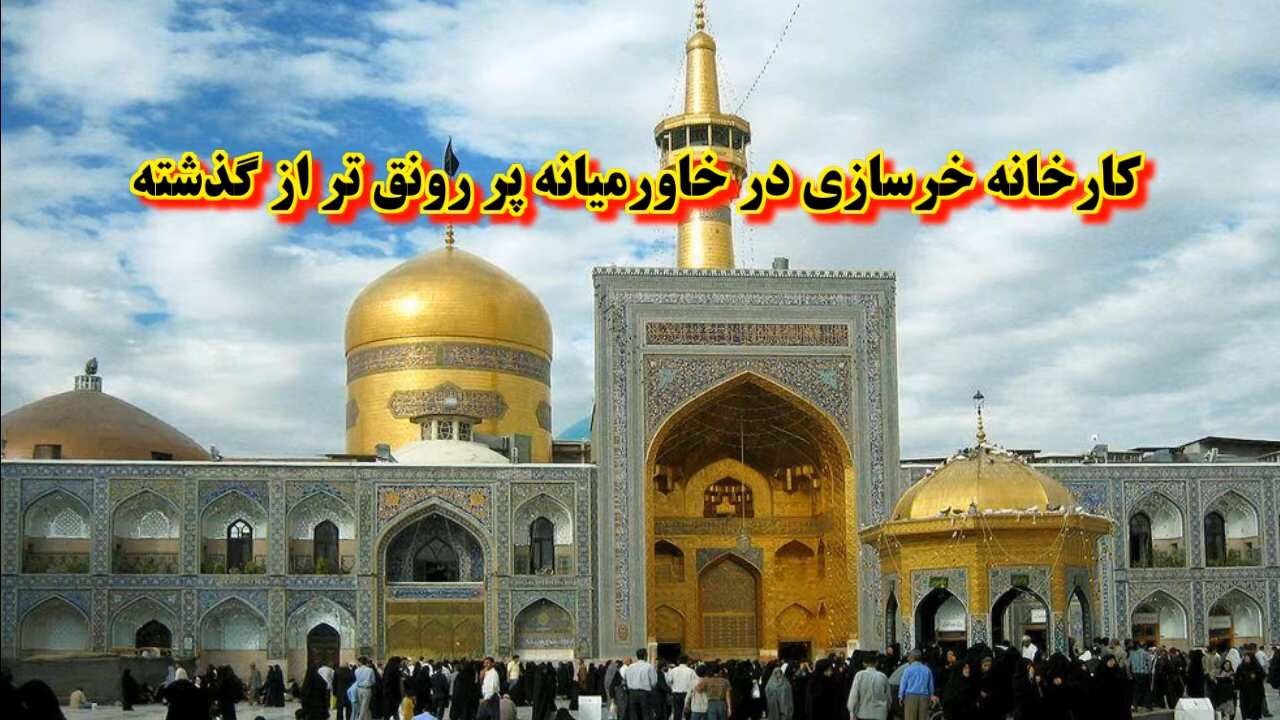 کارخانه خرسازی در خاورمیانه پر رونق تر از گذشته